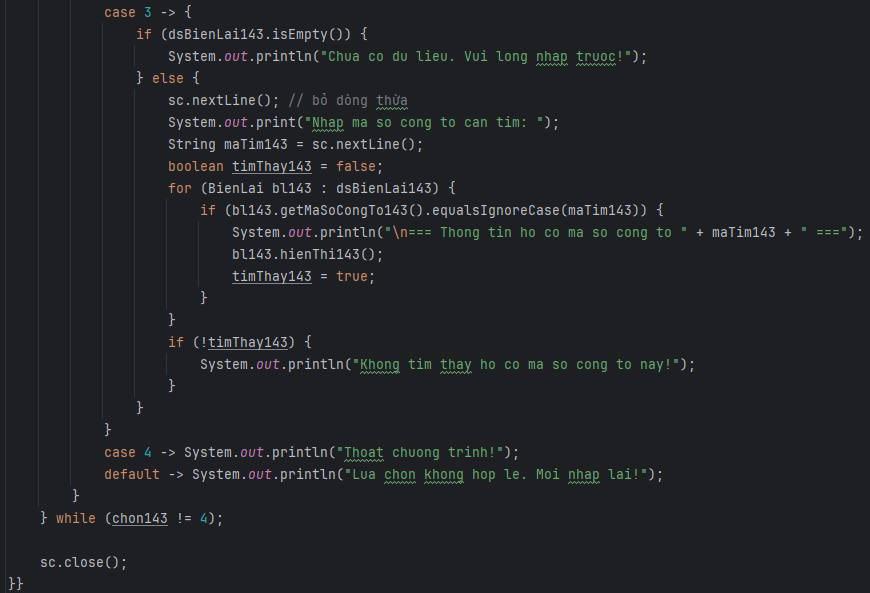 case 3 -> {
if (dsBienLai143.isEmpty()) {
System.out.println("Chua co du lieu. Vui long nhap truoc!");
} else {
sc.nextLine(); // bỏ dòng thừa
System.out.print("Nhap ma so cong to can tim: ");
String maTim143 = sc.nextLine();
boolean timThay143 = false;
for (BienLai bl143 : dsBienLai143) {
if (bl143.getMaSoCongTo143().equalsIgnoreCase(maTim143)) {
System.out.println("\n=== Thong tin ho co ma so cong to " + maTim143 + " ===");
bl143.hienThi143();
timThay143 = true;
}
}
if (!timThay143) {
System.out.println("Khong tim thay ho co ma so cong to nay!");
}
}
}
case 4 -> System.out.println("Thoat chuong trinh!");
default -> System.out.println("Lua chon khong hop le. Moi nhap lai!");
}
} while (chon143 != 4);
sc.close();
}}